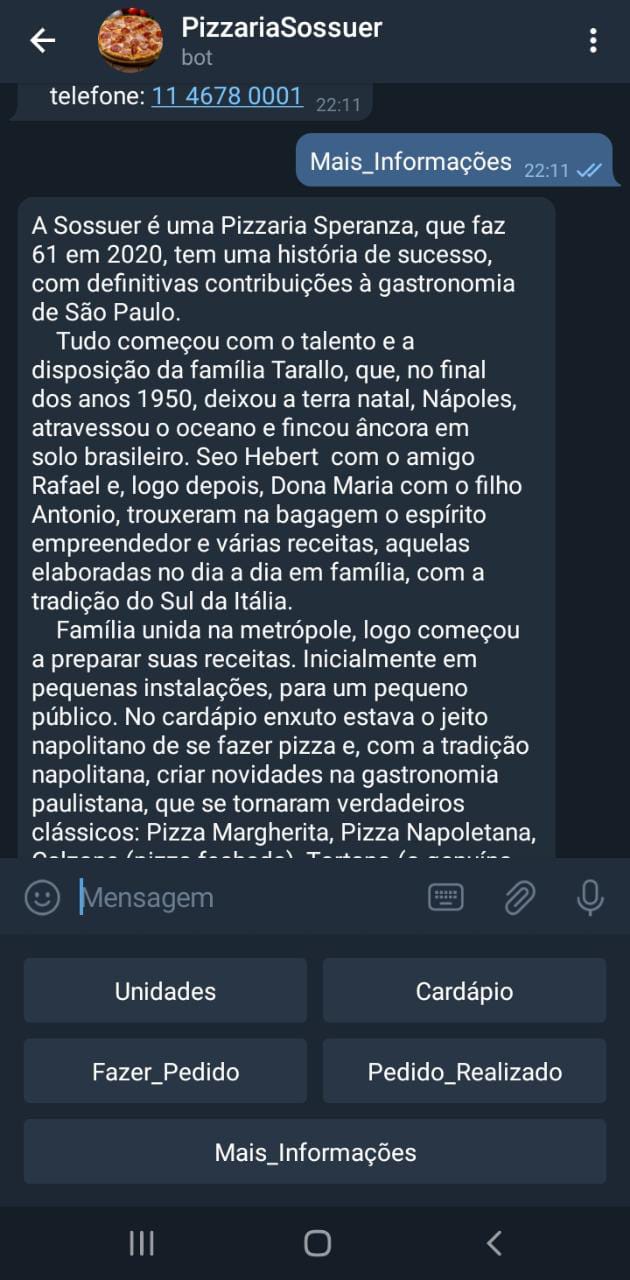 PizzariaSossuer
bot
telefone: 11 4678 0001 22:11
Mais_Informações 22:11
A Sossuer é uma Pizzaria Speranza, que faz
61 em 2020, tem uma história de sucesso,
com definitivas contribuições à gastronomia
de São Paulo.
Tudo começou com o talento e a
disposição da família Tarallo, que, no final
dos anos 1950, deixou a terra natal, Nápoles,
atravessou o oceano e fincou âncora em
solo brasileiro. Seo Hebert  com o amigo
Rafael e, logo depois, Dona Maria com o filho
Antonio, trouxeram na bagagem o espírito
empreendedor e várias receitas, aquelas
elaboradas no dia a dia em família, com a
tradição do Sul da Itália.
Família unida na metrópole, logo começou
a preparar suas receitas. Inicialmente em
pequenas instalações, para um pequeno
público. No cardápio enxuto estava o jeito
napolitano de se fazer pizza e, com a tradição
napolitana, criar novidades na gastronomia
paulistana, que se tornaram verdadeiros
clássicos: Pizza Margherita, Pizza Napoletana,
Calzone (pizza fechada), Tortano (o genuíno
Mensagem
Unidades
Cardápio
Fazer_Pedido
Pedido_Realizado
Mais_Informações